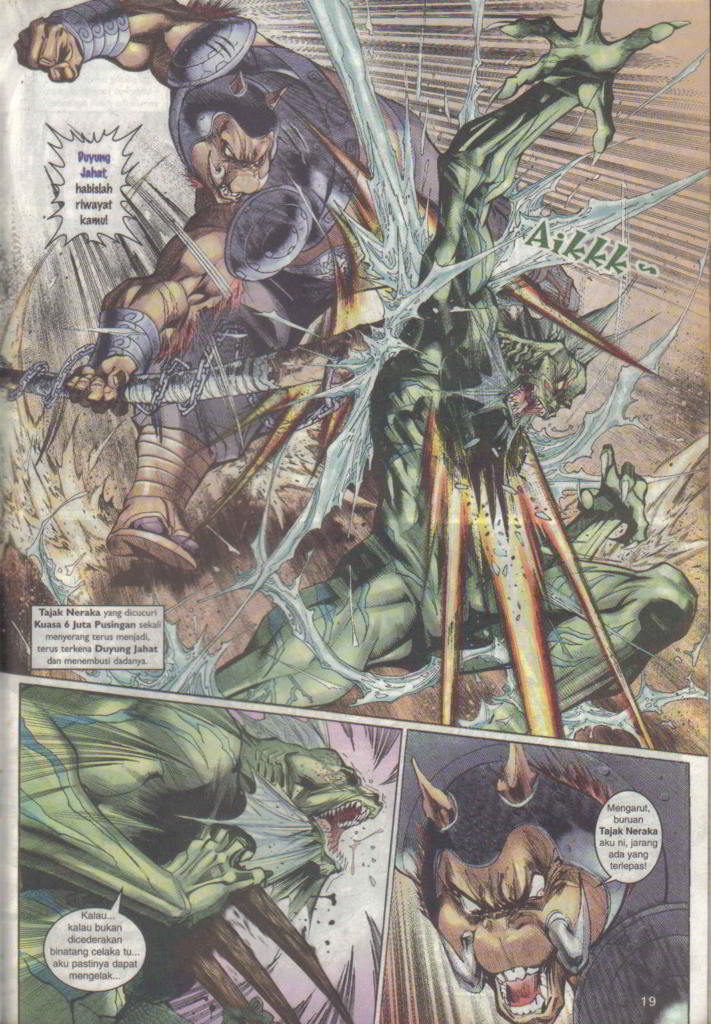 Duyung
Jahat,
habislah
riwayat
kamu!
Aikkk~
Tajak Neraka yang dicucuri
Kuasa 6 Juta Pusingan sekali
menyerang terus menjadi,
terus terkena Duyung Jahat
dan menembusi dadanya.
Kalau...
kalau bukan
dicederakan
binatang celaka tu...
aku pastinya dapat
mengelak...
Mengarut,
buruan
Tajak Neraka
aku ni, jarang
ada yang
terlepas!
19